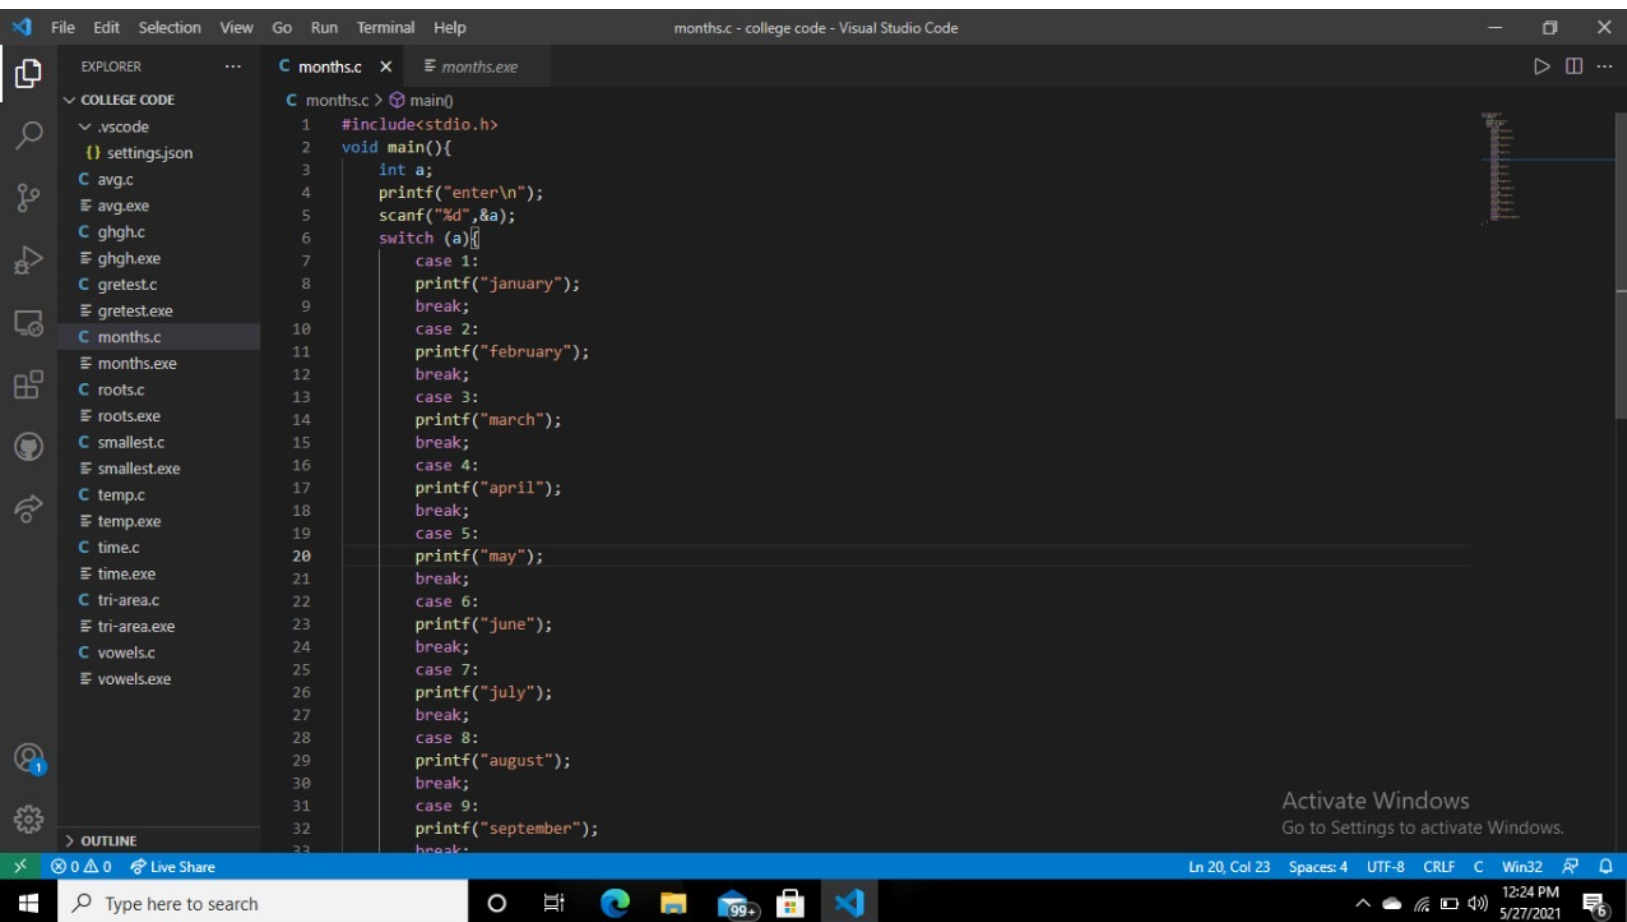 File Edit Selection View Go Run Terminal Help months.c - college code - Visual Studio Code
EXPLORER ...
C months.c × months.exe
COLLEGE CODE
C months.c > main()
.vscode
{} settings.json
C avg.c
avg.exe
C ghgh.c
ghgh.exe
C gretest.c
gretest.exe
C months.c
months.exe
C roots.c
roots.exe
C smallest.c
smallest.exe
C temp.c
temp.exe
C time.c
time.exe
C tri-area.c
tri-area.exe
C vowels.c
vowels.exe
1
OUTLINE
1 #include<stdio.h>
2 void main(){
3 int a;
4 printf("enter\n");
5 scanf("%d",&a);
6 switch (a){
7 case 1:
8 printf("january");
9 break;
10 case 2:
11 printf("february");
12 break;
13 case 3:
14 printf("march");
15 break;
16 case 4:
17 printf("april");
18 break;
19 case 5:
20 printf("may");
21 break;
22 case 6:
23 printf("june");
24 break;
25 case 7:
26 printf("july");
27 break;
28 case 8:
29 printf("august");
30 break;
31 case 9:
32 printf("september");
33 break;
Activate Windows
Go to Settings to activate Windows.
0 0 Live Share Ln 20, Col 23 Spaces: 4 UTF-8 CRLF C Win32
Type here to search 99+ 12:24 PM
5/27/2021 6